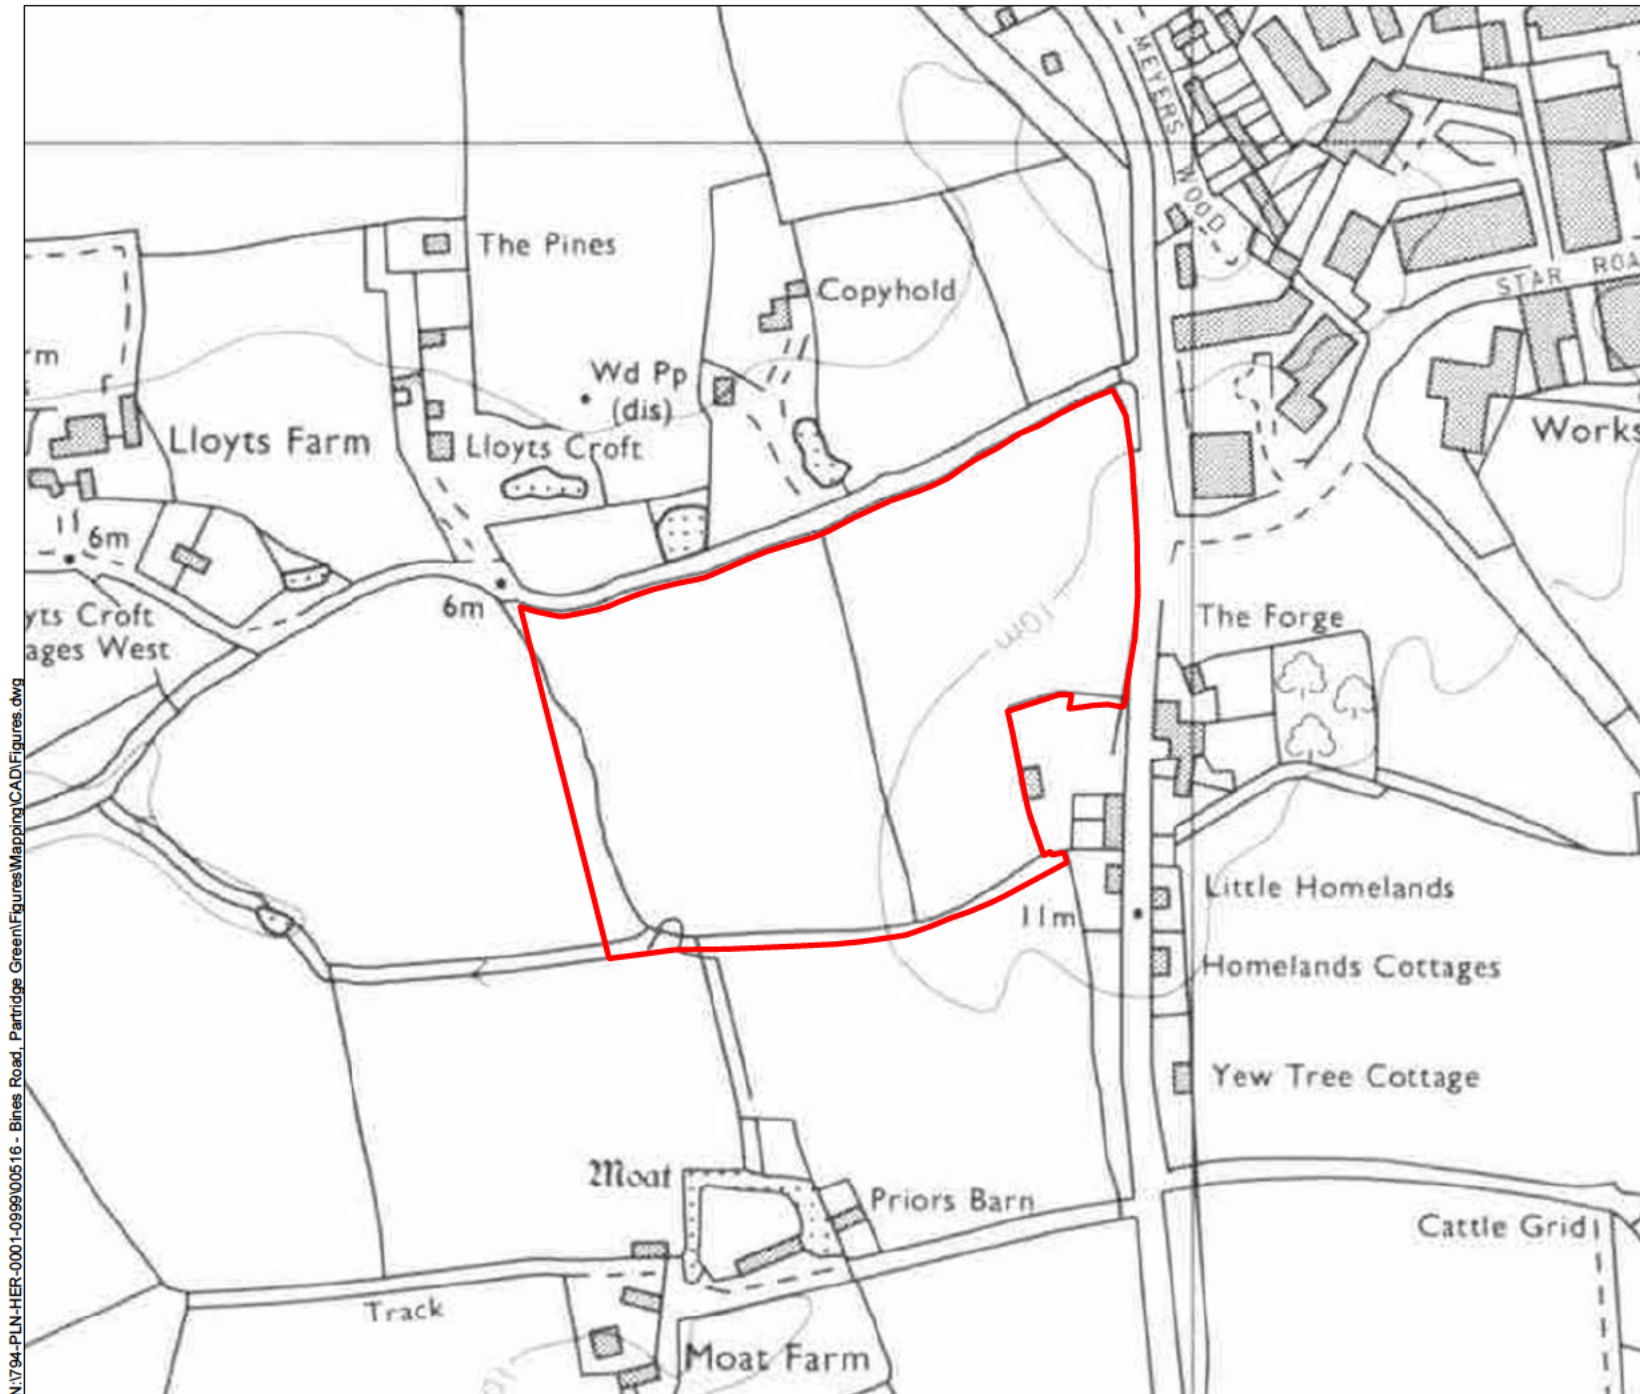 MEYERS WOOD
The Pines
Copyhold
STAR ROA
rm
Wd Pp
(dis)
Lloyts Farm
Lloyts Croft
Works
6m
6m
yts Croft
ages West
10m
The Forge
Little Homelands
11m
Homelands Cottages
Yew Tree Cottage
Moat
Priors Barn
Cattle Grid
Track
Moat Farm
N:\794-PLN-HER-0001-0999\00516 - Bines Road, Partridge Green\Figures\Mapping\CAD\Figures.dwg